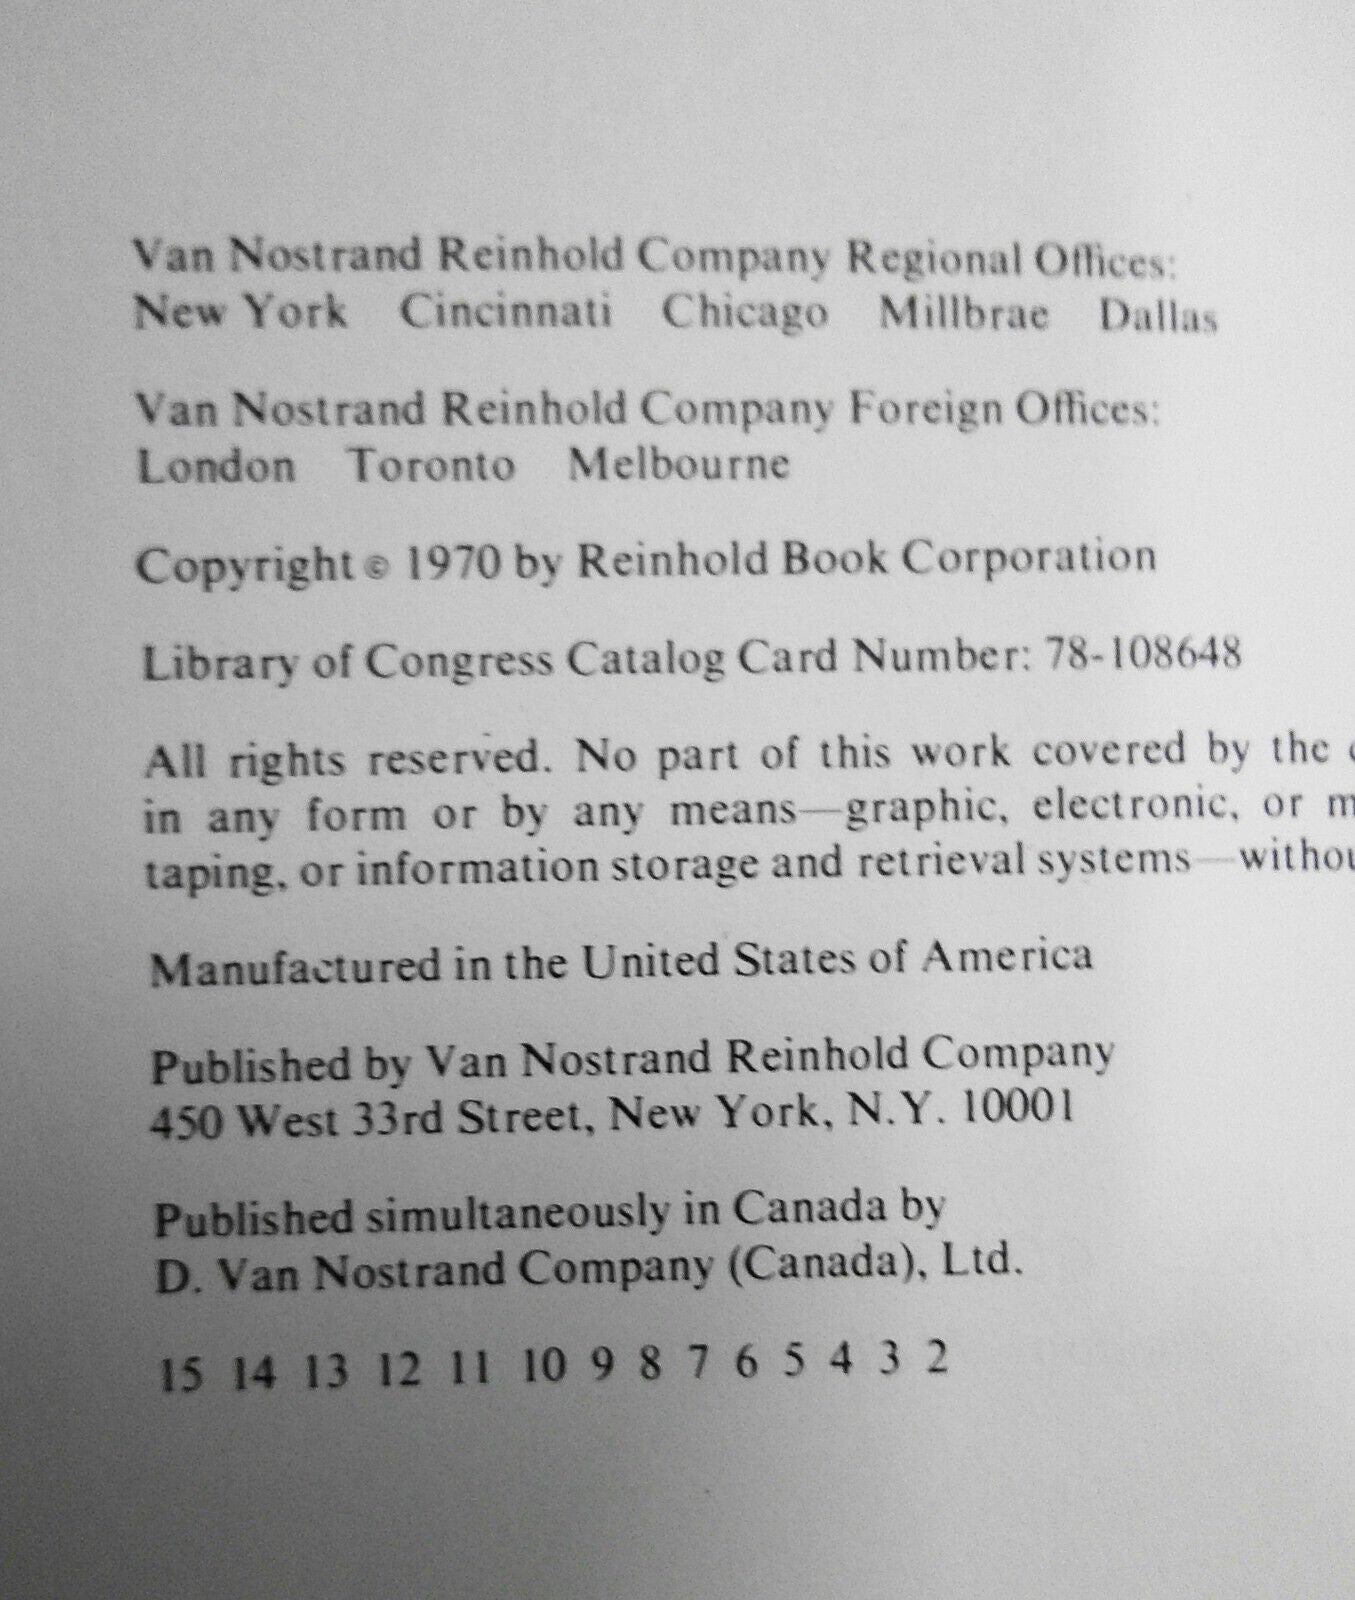 Van Nostrand Reinhold Company Regional Offices:
New York Cincinnati Chicago Millbrae Dallas
Van Nostrand Reinhold Company Foreign Offices:
London Toronto Melbourne
Copyright © 1970 by Reinhold Book Corporation
Library of Congress Catalog Card Number: 78-108648
All rights reserved. No part of this work covered by the
in any form or by any means—graphic, electronic, or
taping, or information storage and retrieval systems—
Manufactured in the United States of America
Published by Van Nostrand Reinhold Company
450 West 33rd Street, New York, N.Y. 10001
Published simultaneously in Canada by
D. Van Nostrand Company (Canada), Ltd.
15 14 13 12 11 10 9 8 7 6 5 4 3 2